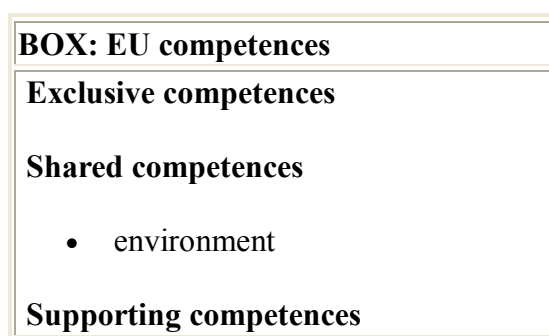 BOX: EU competences
Exclusive competences
Shared competences
• environment
Supporting competences